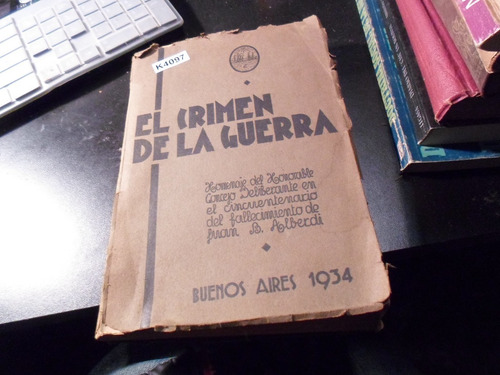 K4097
EL CRIMEN
DE LA GUERRA
Homenaje del Honorable
Concejo Deliberante en
el Cincuentenario
del fallecimiento de
Juan B. Alberdi
BUENOS AIRES 1934